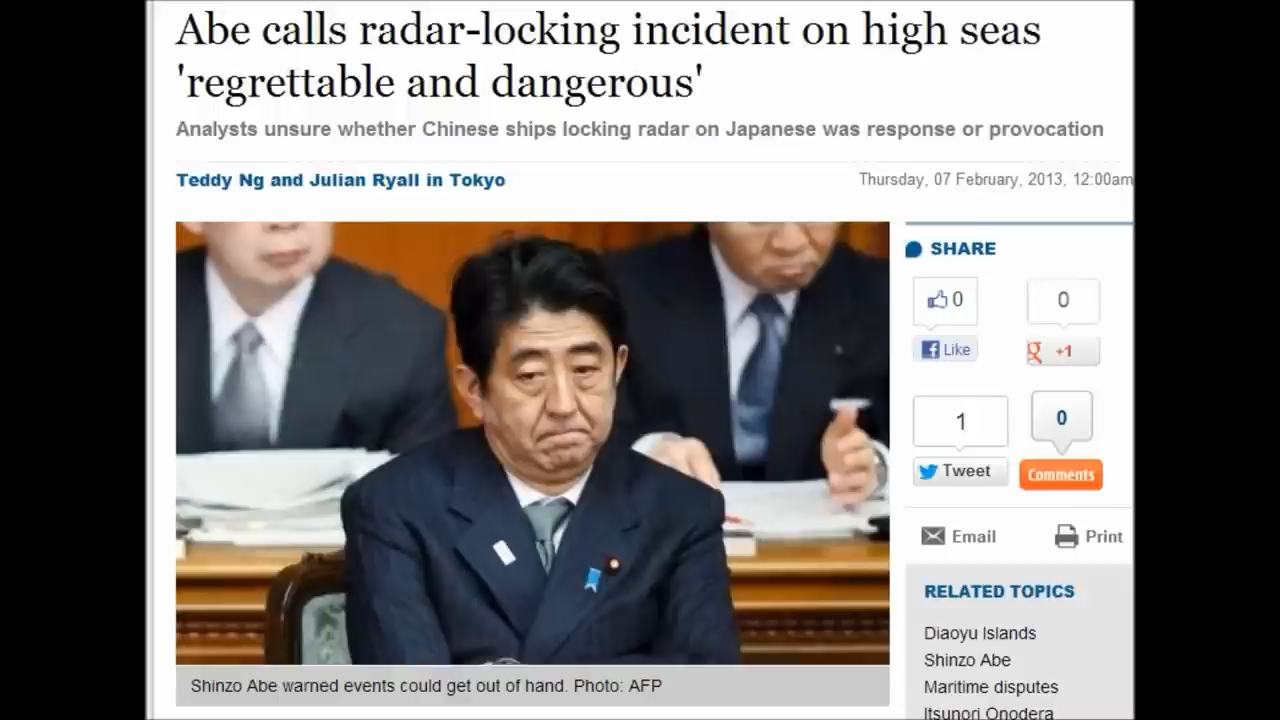 Abe calls radar-locking incident on high seas
'regrettable and dangerous'
Analysts unsure whether Chinese ships locking radar on Japanese was response or provocation
Teddy Ng and Julian Ryall in Tokyo
Thursday, 07 February, 2013, 12:00am
SHARE
0
0
Like
+1
1
0
Tweet
Comments
Email
Print
RELATED TOPICS
Diaoyu Islands
Shinzo Abe
Maritime disputes
Itsunori Onodera
Shinzo Abe warned events could get out of hand. Photo: AFP